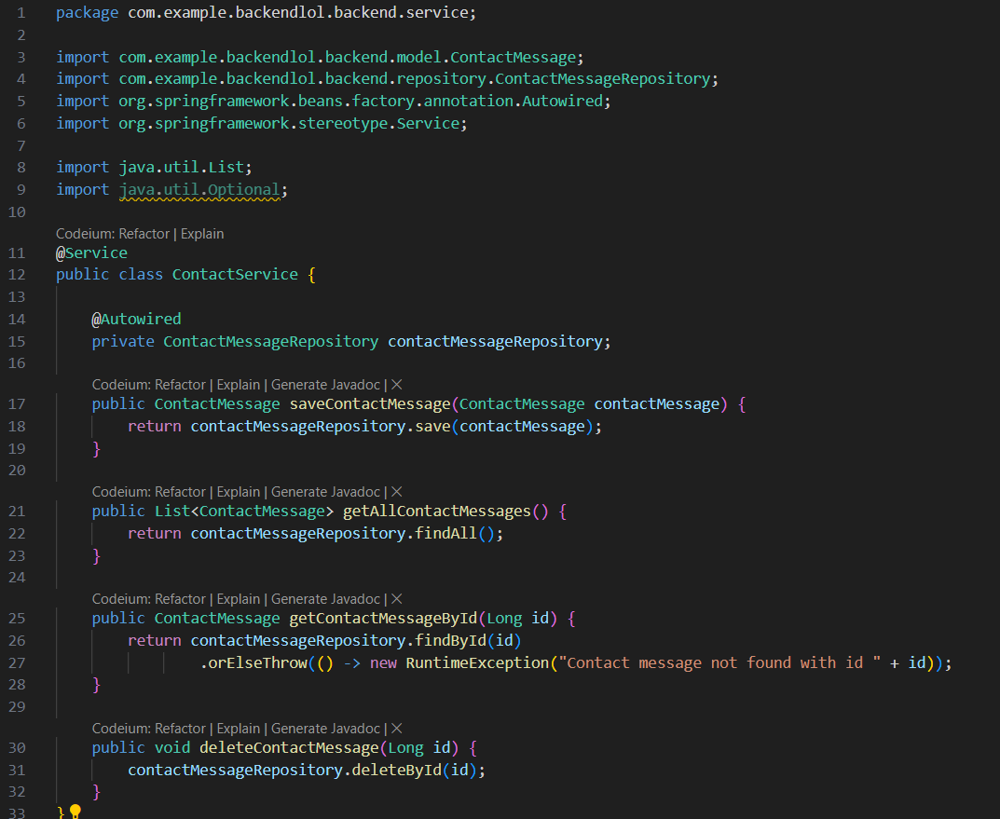 1 package com.example.backendlol.backend.service;
2
3 import com.example.backendlol.backend.model.ContactMessage;
4 import com.example.backendlol.backend.repository.ContactMessageRepository;
5 import org.springframework.beans.factory.annotation.Autowired;
6 import org.springframework.stereotype.Service;
7
8 import java.util.List;
9 import java.util.Optional;
10
Codeium: Refactor | Explain
11 @Service
12 public class ContactService {
13
14     @Autowired
15     private ContactMessageRepository contactMessageRepository;
16
Codeium: Refactor | Explain | Generate Javadoc | ×
17     public ContactMessage saveContactMessage(ContactMessage contactMessage) {
18         return contactMessageRepository.save(contactMessage);
19     }
20
Codeium: Refactor | Explain | Generate Javadoc | ×
21     public List<ContactMessage> getAllContactMessages() {
22         return contactMessageRepository.findAll();
23     }
24
Codeium: Refactor | Explain | Generate Javadoc | ×
25     public ContactMessage getContactMessageById(Long id) {
26         return contactMessageRepository.findById(id)
27                 .orElseThrow(() -> new RuntimeException("Contact message not found with id " + id));
28     }
29
Codeium: Refactor | Explain | Generate Javadoc | ×
30     public void deleteContactMessage(Long id) {
31         contactMessageRepository.deleteById(id);
32     }
33 }